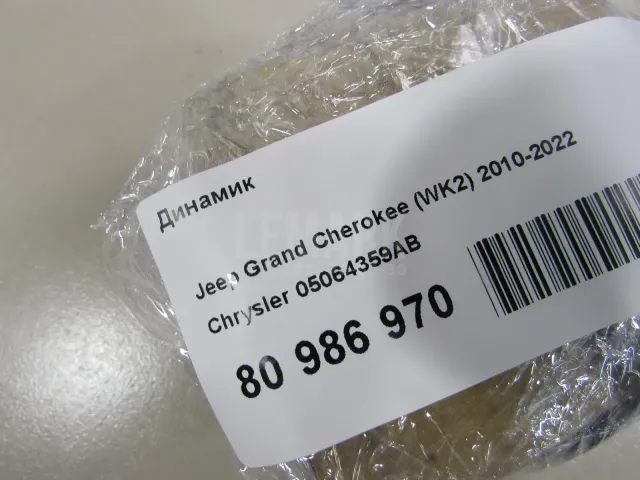 Динамик
Jeep Grand Cherokee (WK2) 2010-2022
Chrysler 05064359AB
80 986 970